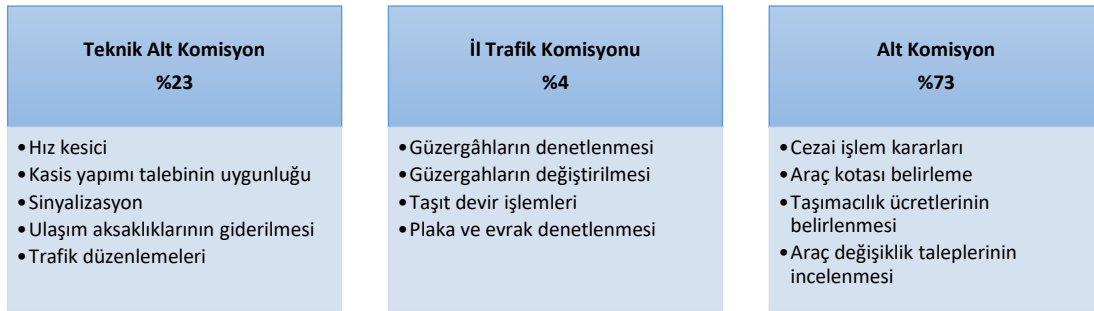 Teknik Alt Komisyon
%23
•Hız kesici
•Kasis yapımı talebinin uygunluğu
•Sinyalizasyon
•Ulaşım aksaklıklarının giderilmesi
•Trafik düzenlemeleri
İl Trafik Komisyonu
%4
•Güzergâhların denetlenmesi
•Güzergahların değiştirilmesi
•Taşıt devir işlemleri
•Plaka ve evrak denetlenmesi
Alt Komisyon
%73
•Cezai işlem kararları
•Araç kotası belirleme
•Taşımacılık ücretlerinin
belirlenmesi
•Araç değişiklik taleplerinin
incelenmesi